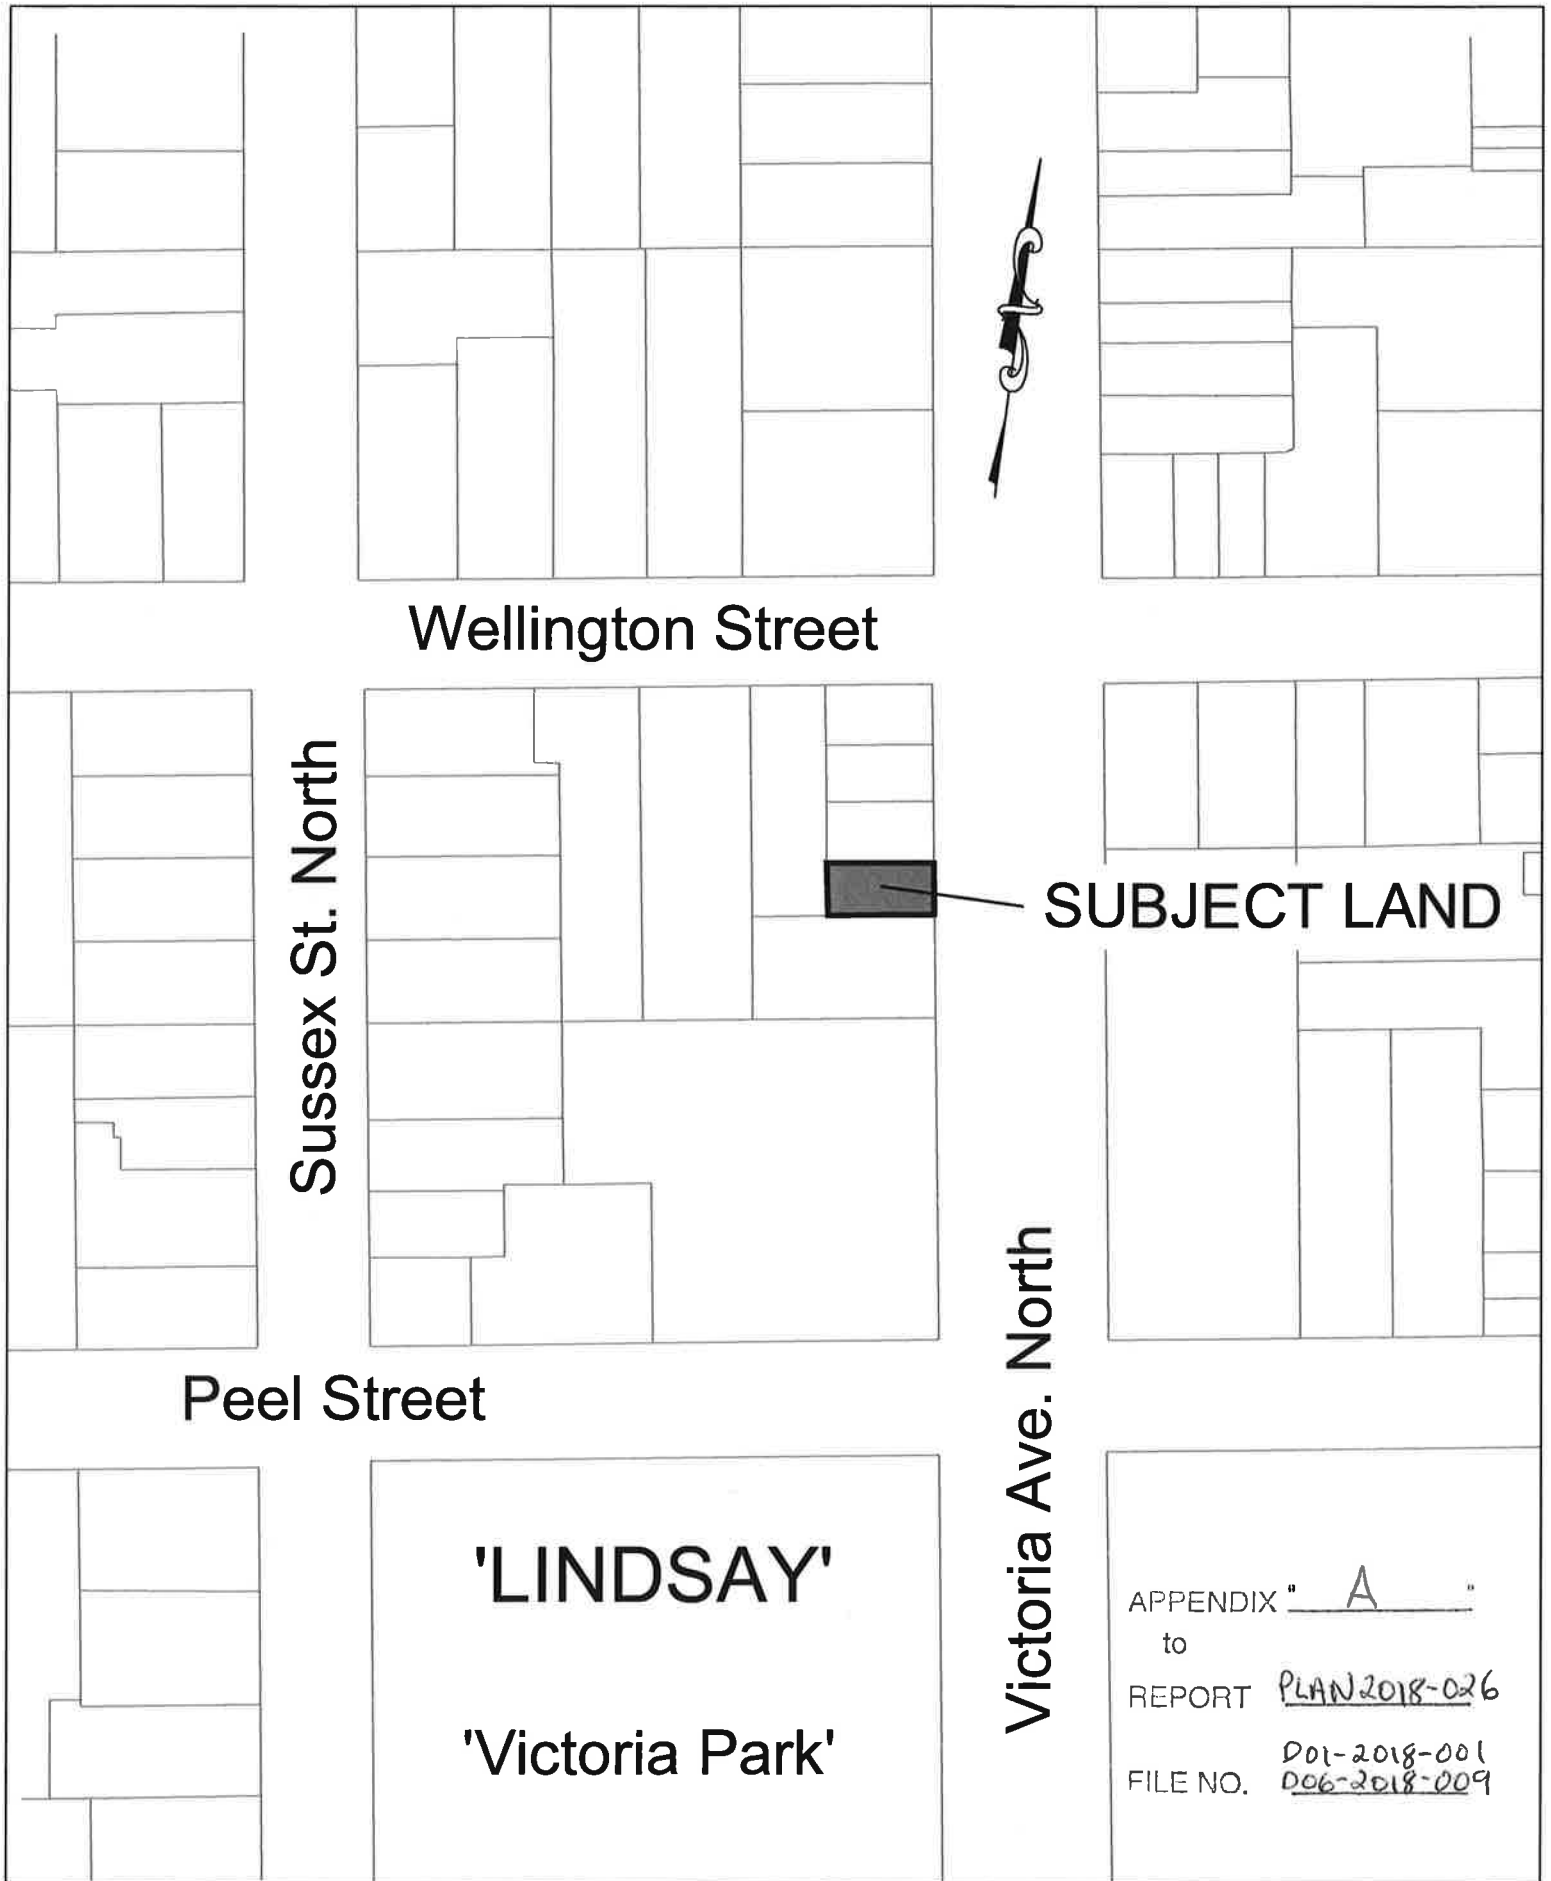 Wellington Street
Sussex St. North
SUBJECT LAND
Peel Street
Victoria Ave. North
'LINDSAY'
'Victoria Park'
APPENDIX " A "
to
REPORT PLAN2018-026
D01-2018-001
FILE NO. D06-2018-009